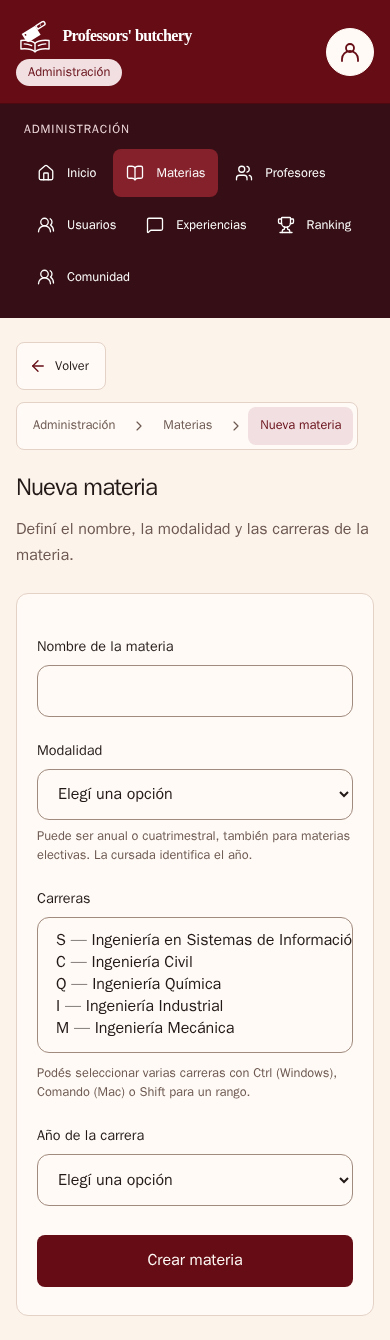 Professors' butchery
Administración
ADMINISTRACIÓN
Inicio
Materias
Profesores
Usuarios
Experiencias
Ranking
Comunidad
Volver
Administración
Materias
Nueva materia
Nueva materia
Definí el nombre, la modalidad y las carreras de la
materia.
Nombre de la materia
Modalidad
Elegí una opción
Puede ser anual o cuatrimestral, también para materias
electivas. La cursada identifica el año.
Carreras
S — Ingeniería en Sistemas de Informació
C — Ingeniería Civil
Q — Ingeniería Química
I — Ingeniería Industrial
M — Ingeniería Mecánica
Podés seleccionar varias carreras con Ctrl (Windows),
Comando (Mac) o Shift para un rango.
Año de la carrera
Elegí una opción
Crear materia